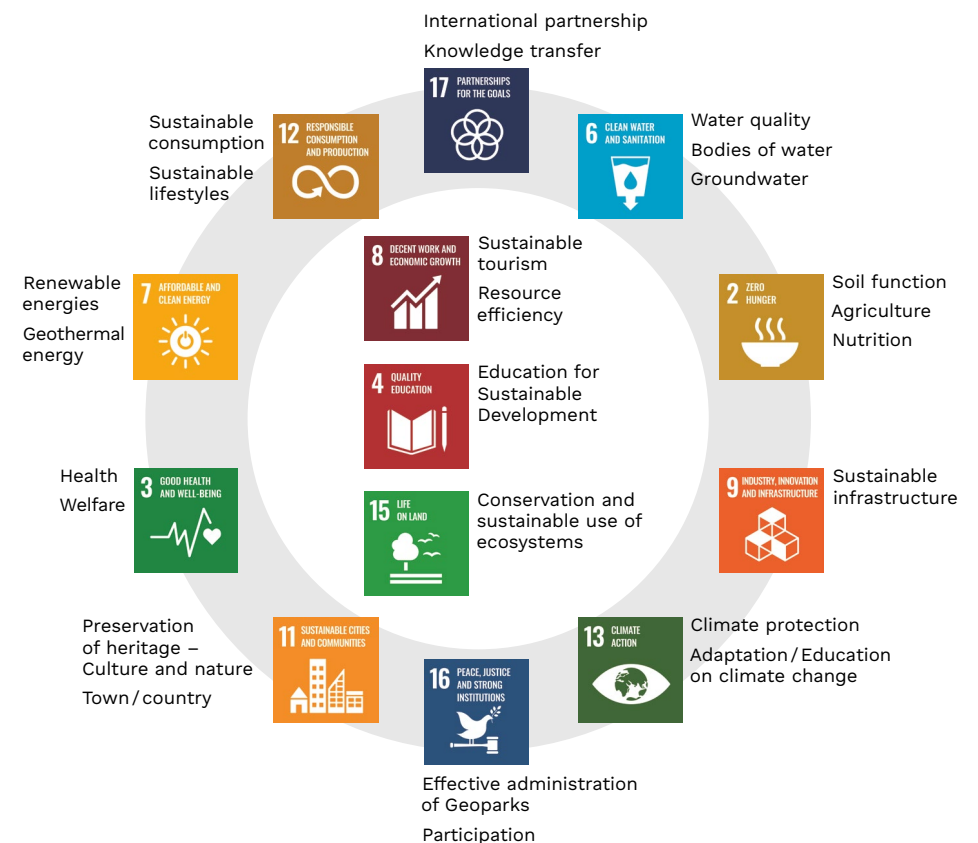 International partnership
Knowledge transfer
17 PARTNERSHIPS
FOR THE GOALS
Sustainable
consumption
Sustainable
lifestyles
12 RESPONSIBLE
CONSUMPTION
AND PRODUCTION
6 CLEAN WATER
AND SANITATION
Water quality
Bodies of water
Groundwater
8 DECENT WORK AND
ECONOMIC GROWTH
Sustainable
tourism
Resource
efficiency
Renewable
energies
Geothermal
energy
7 AFFORDABLE AND
CLEAN ENERGY
2 ZERO
HUNGER
Soil function
Agriculture
Nutrition
4 QUALITY
EDUCATION
Education for
Sustainable
Development
Health
Welfare
3 GOOD HEALTH
AND WELL-BEING
15 LIFE
ON LAND
Conservation and
sustainable use of
ecosystems
9 INDUSTRY, INNOVATION
AND INFRASTRUCTURE
Sustainable
infrastructure
Preservation
of heritage –
Culture and nature
Town / country
11 SUSTAINABLE CITIES
AND COMMUNITIES
16 PEACE, JUSTICE
AND STRONG
INSTITUTIONS
13 CLIMATE
ACTION
Climate protection
Adaptation / Education
on climate change
Effective administration
of Geoparks
Participation